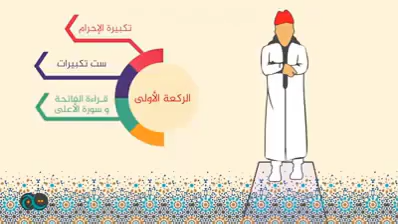 تكبيرة الإحرام
ست تكبيرات
قراءة الفاتحة
و سورة الأعلى
الركعة الأولى